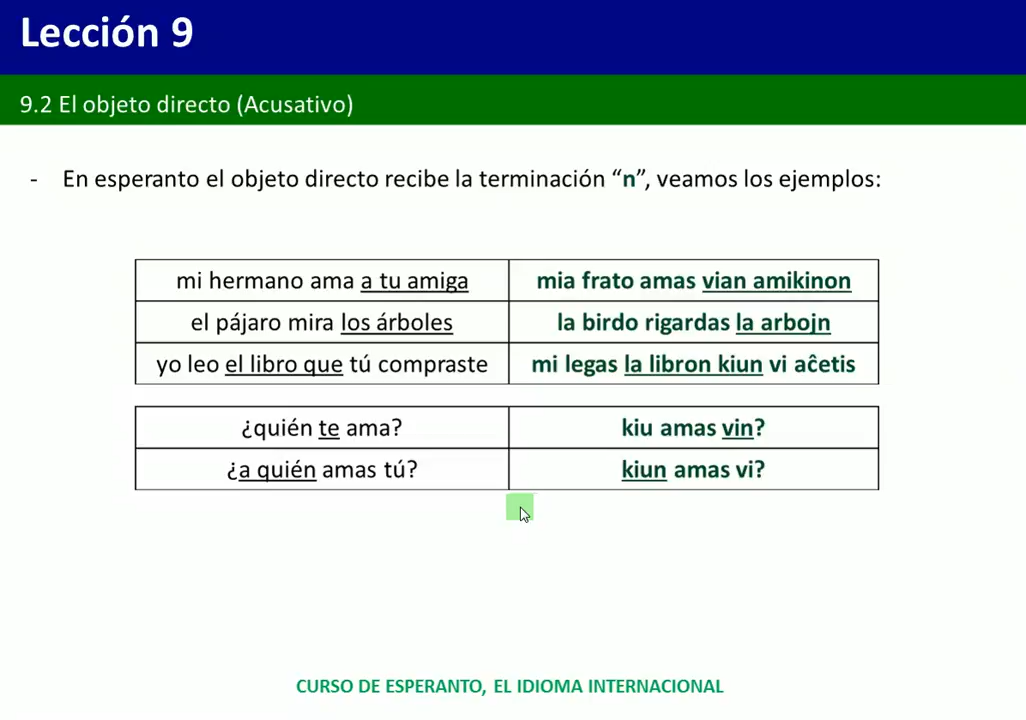 Lección 9
9.2 El objeto directo (Acusativo)
- En esperanto el objeto directo recibe la terminación “n”, veamos los ejemplos:
mi hermano ama a tu amiga mia frato amas vian amikinon
el pájaro mira los árboles la birdo rigardas la arbojn
yo leo el libro que tú compraste mi legas la libron kiun vi aĉetis
¿quién te ama? kiu amas vin?
¿a quién amas tú? kiun amas vi?
CURSO DE ESPERANTO, EL IDIOMA INTERNACIONAL